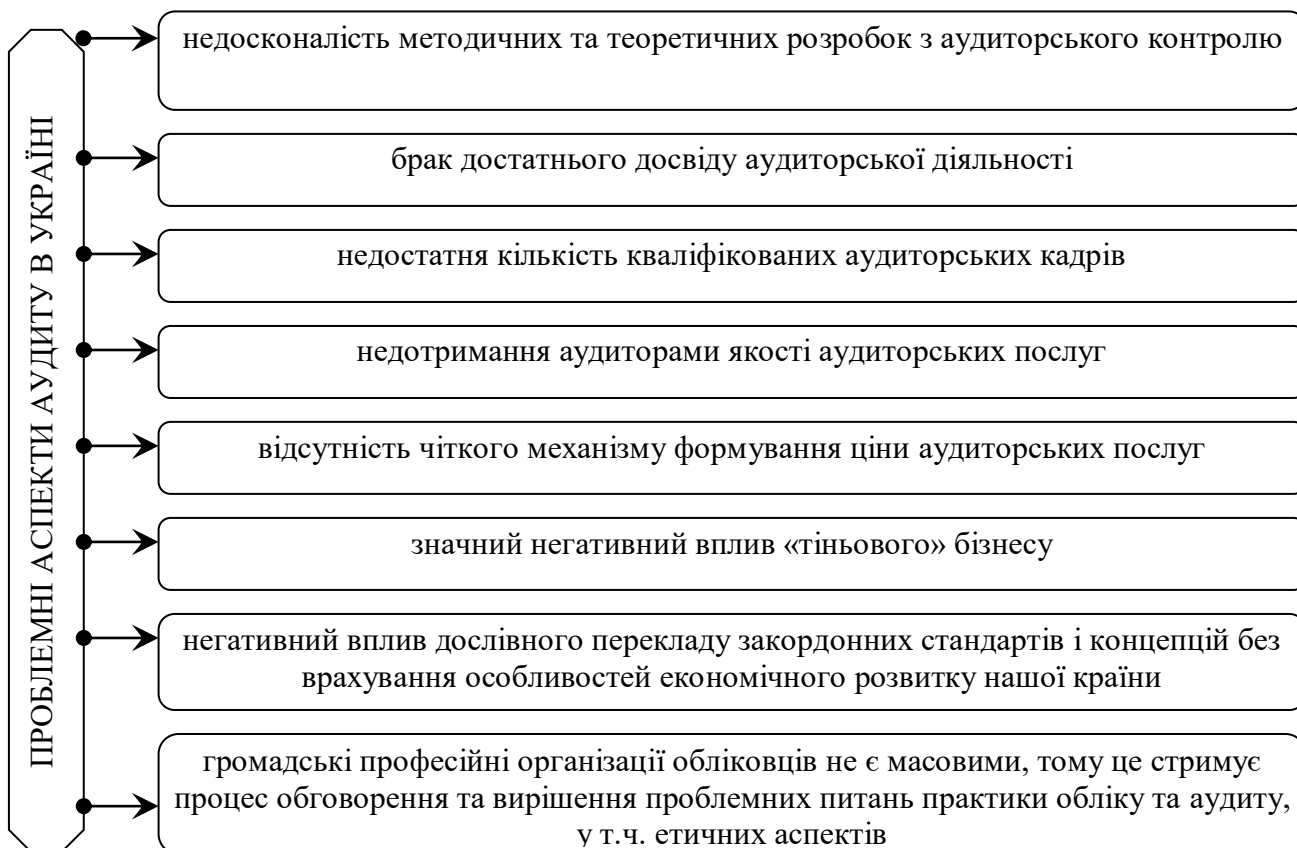 ПРОБЛЕМНІ АСПЕКТИ АУДИТУ В УКРАЇНІ
недосконалість методичних та теоретичних розробок з аудиторського контролю
брак достатнього досвіду аудиторської діяльності
недостатня кількість кваліфікованих аудиторських кадрів
недотримання аудиторами якості аудиторських послуг
відсутність чіткого механізму формування ціни аудиторських послуг
значний негативний вплив «тіньового» бізнесу
негативний вплив дослівного перекладу закордонних стандартів і концепцій без
врахування особливостей економічного розвитку нашої країни
громадські професійні організації обліковців не є масовими, тому це стримує
процес обговорення та вирішення проблемних питань практики обліку та аудиту,
у т.ч. етичних аспектів